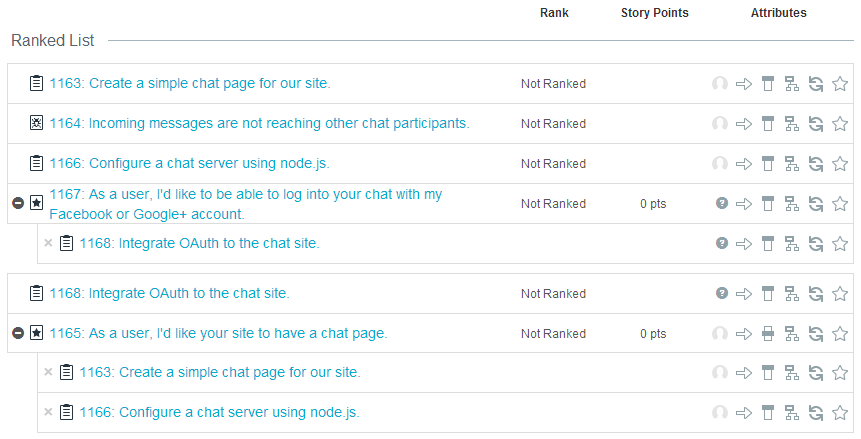 Rank Story Points Attributes
Ranked List
1163: Create a simple chat page for our site. Not Ranked
1164: Incoming messages are not reaching other chat participants. Not Ranked
1166: Configure a chat server using node.js. Not Ranked
1167: As a user, I'd like to be able to log into your chat with my
Facebook or Google+ account. Not Ranked 0 pts
1168: Integrate OAuth to the chat site.
1168: Integrate OAuth to the chat site. Not Ranked
1165: As a user, I'd like your site to have a chat page. Not Ranked 0 pts
1163: Create a simple chat page for our site.
1166: Configure a chat server using node.js.